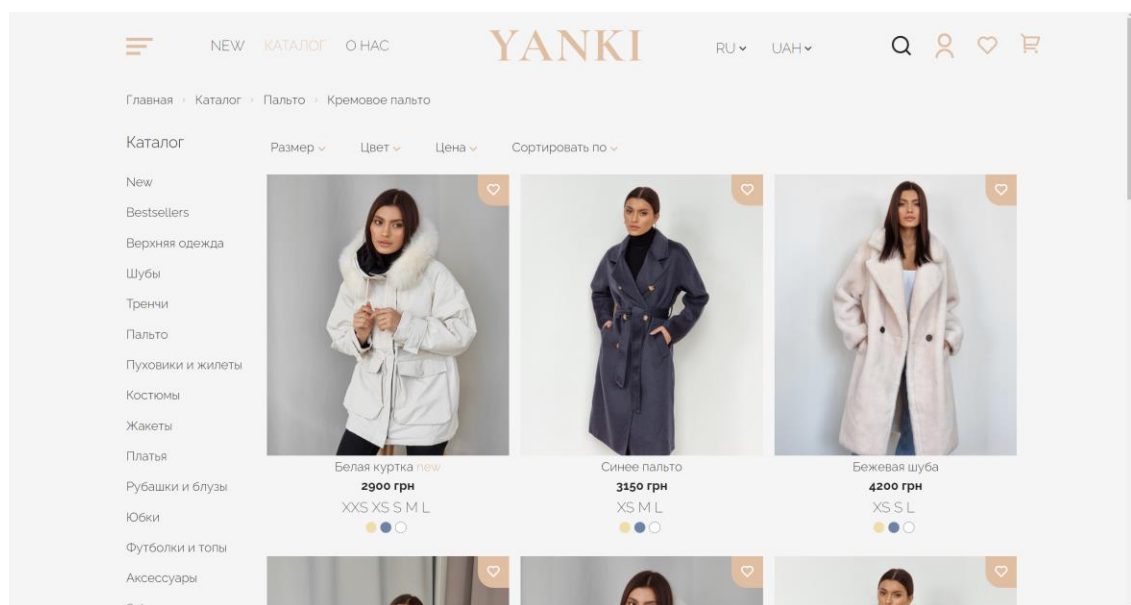 NEW КАТАЛОГ О НАС YANKI RU UAH
Главная › Каталог › Пальто › Кремовое пальто
Каталог
Размер Цвет Цена Сортировать по
New
Bestsellers
Верхняя одежда
Шубы
Тренчи
Пальто
Пуховики и жилеты
Костюмы
Жакеты
Платья
Рубашки и блузы
Юбки
Футболки и топы
Аксессуары
Белая куртка new
2900 грн
XXS XS S M L
Синее пальто
3150 грн
XS M L
Бежевая шуба
4200 грн
XS S L